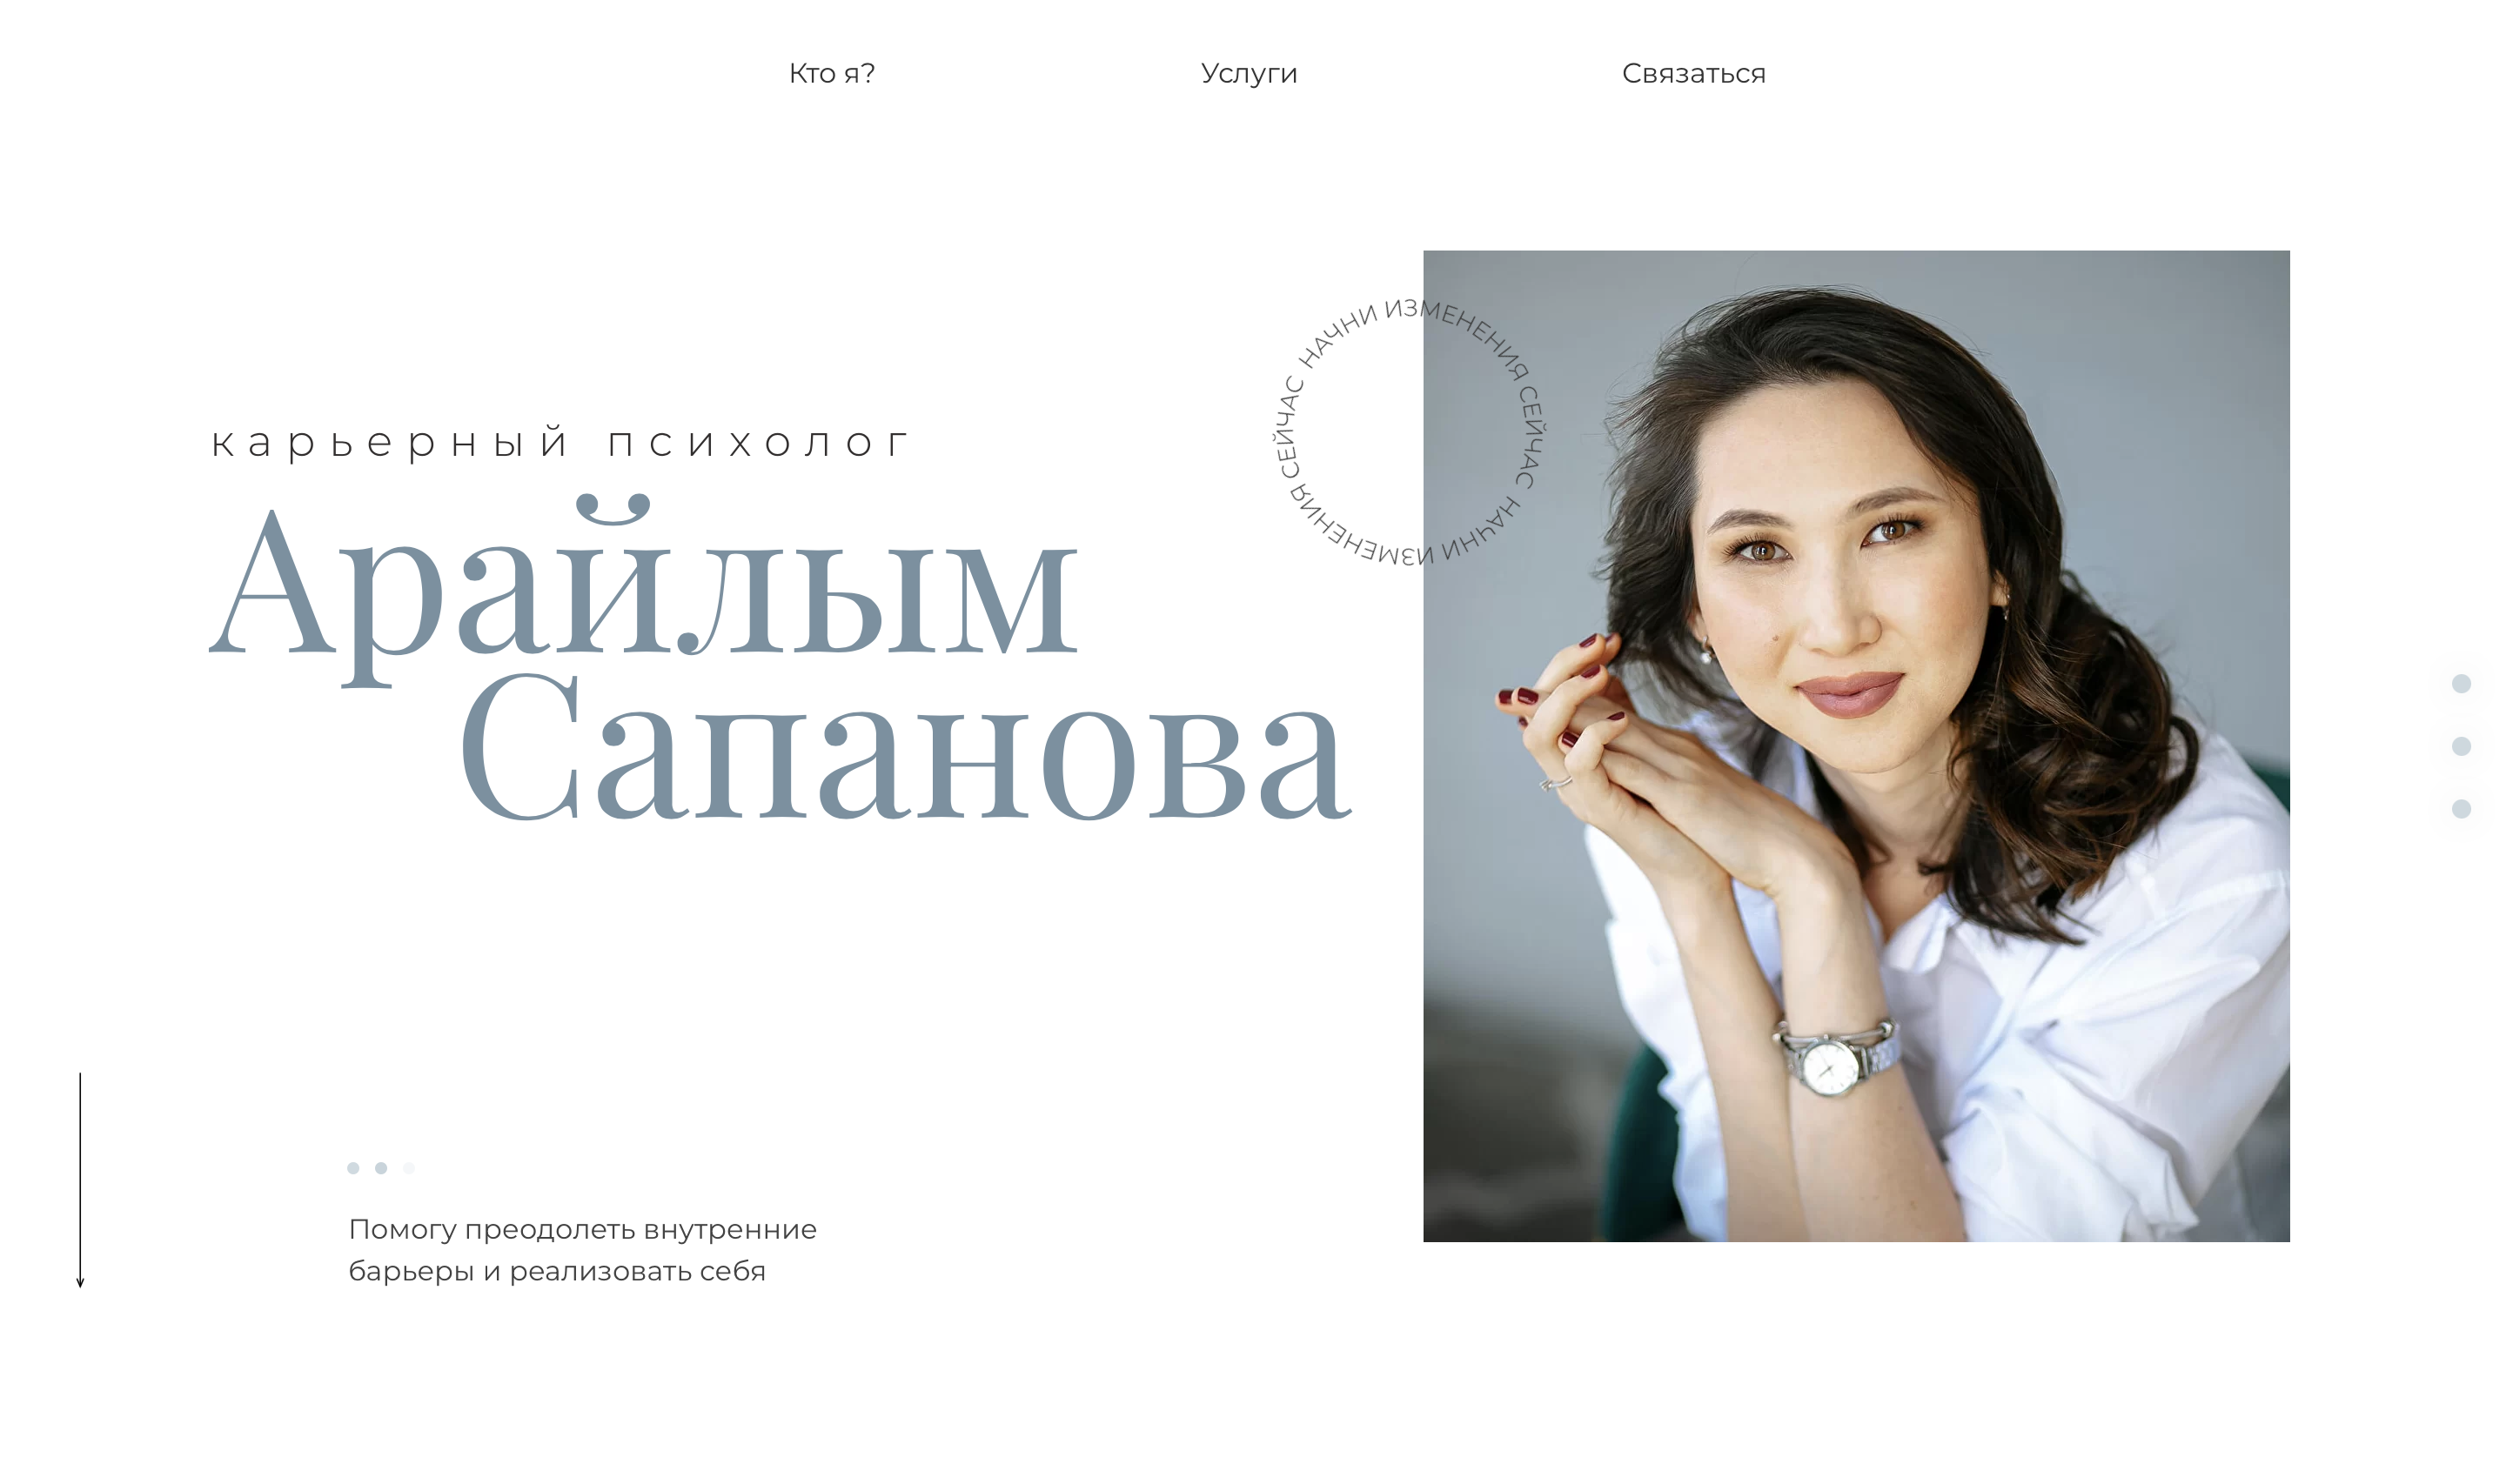 Кто я?
Услуги
Связаться
НАЧНИ ИЗМЕНЕНИЯ СЕЙЧАС НАЧНИ ИЗМЕНЕНИЯ СЕЙЧАС
карьерный психолог
Арайлым
Сапанова
Помогу преодолеть внутренние
барьеры и реализовать себя